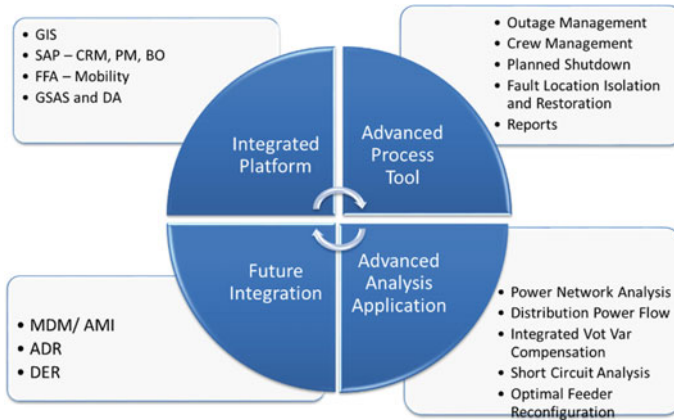 • GIS
• SAP – CRM, PM, BO
• FFA – Mobility
• GSAS and DA
Integrated
Platform
• Outage Management
• Crew Management
• Planned Shutdown
• Fault Location Isolation
and Restoration
• Reports
Advanced
Process
Tool
• MDM/ AMI
• ADR
• DER
Future
Integration
Advanced
Analysis
Application
• Power Network Analysis
• Distribution Power Flow
• Integrated Vot Var
Compensation
• Short Circuit Analysis
• Optimal Feeder
Reconfiguration